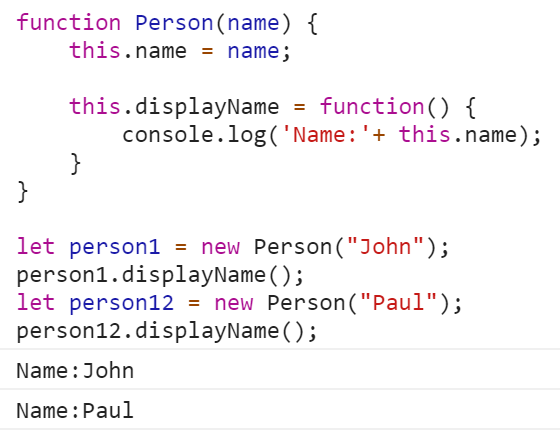 function Person(name) {
    this.name = name;

    this.displayName = function() {
        console.log('Name:'+ this.name);
    }
}

let person1 = new Person("John");
person1.displayName();
let person12 = new Person("Paul");
person12.displayName();
Name:John
Name:Paul